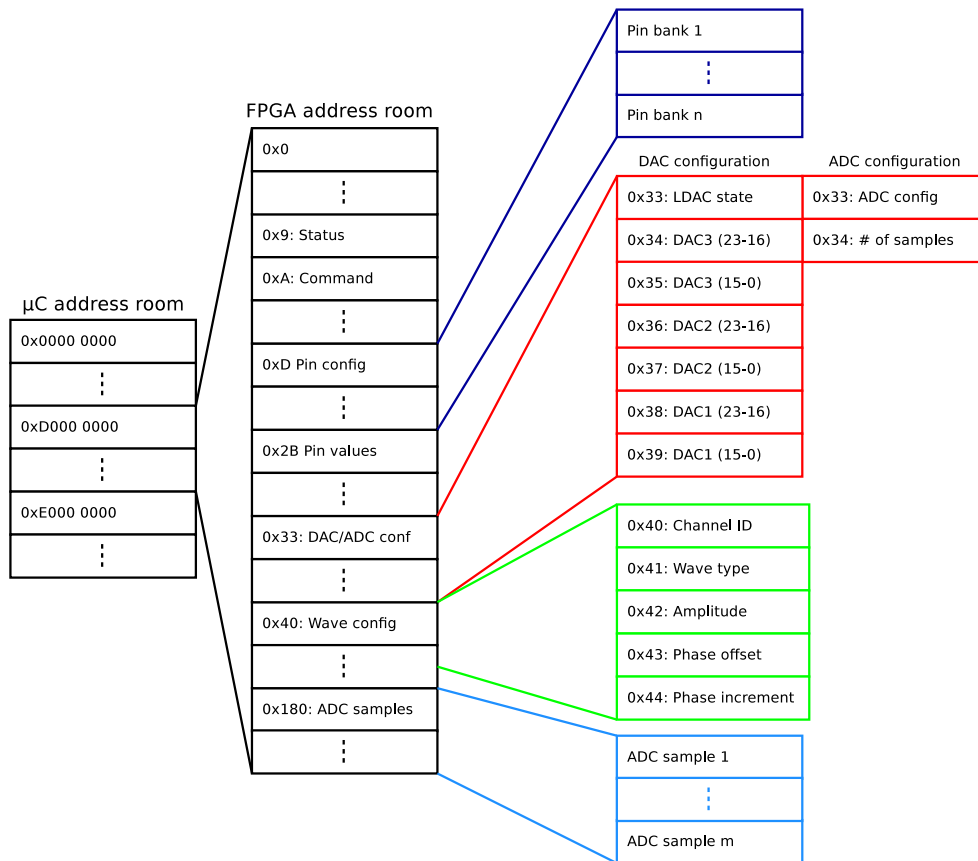 µC address room
0x0000 0000
0xD000 0000
0xE000 0000
FPGA address room
0x0
0x9: Status
0xA: Command
0xD Pin config
0x2B Pin values
0x33: DAC/ADC conf
0x40: Wave config
0x180: ADC samples
Pin bank 1
Pin bank n
DAC configuration
0x33: LDAC state
0x34: DAC3 (23-16)
0x35: DAC3 (15-0)
0x36: DAC2 (23-16)
0x37: DAC2 (15-0)
0x38: DAC1 (23-16)
0x39: DAC1 (15-0)
ADC configuration
0x33: ADC config
0x34: # of samples
0x40: Channel ID
0x41: Wave type
0x42: Amplitude
0x43: Phase offset
0x44: Phase increment
ADC sample 1
ADC sample m